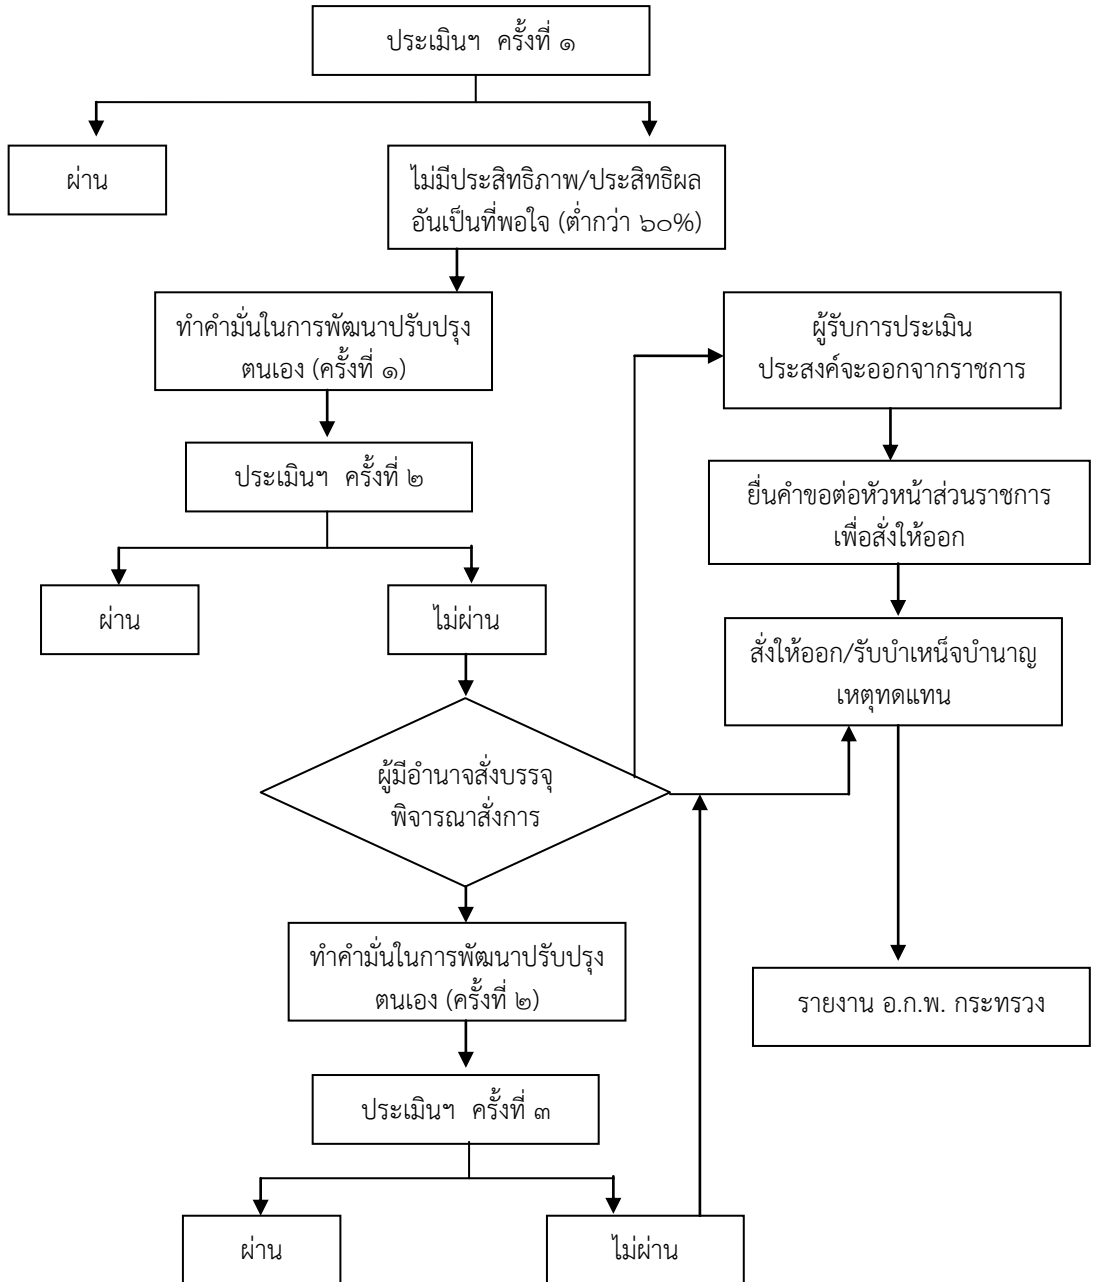 ประเมินฯ ครั้งที่ ๑
ผ่าน
ไม่มีประสิทธิภาพ/ประสิทธิผล
อันเป็นที่พอใจ (ต่ำกว่า ๖๐%)
ทำคำมั่นในการพัฒนาปรับปรุง
ตนเอง (ครั้งที่ ๑)
ประเมินฯ ครั้งที่ ๒
ผ่าน
ไม่ผ่าน
ผู้มีอำนาจสั่งบรรจุ
พิจารณาสั่งการ
ผู้รับการประเมิน
ประสงค์จะออกจากราชการ
ยื่นคำขอต่อหัวหน้าส่วนราชการ
เพื่อสั่งให้ออก
สั่งให้ออก/รับบำเหน็จบำนาญ
เหตุทดแทน
รายงาน อ.ก.พ. กระทรวง
ทำคำมั่นในการพัฒนาปรับปรุง
ตนเอง (ครั้งที่ ๒)
ประเมินฯ ครั้งที่ ๓
ผ่าน
ไม่ผ่าน